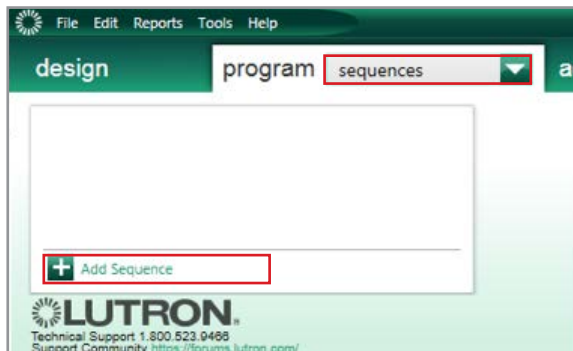 File Edit Reports Tools Help
design program sequences a
Add Sequence
LUTRON.
Technical Support 1.800.523.9466
Support Community https://forums.lutron.com/